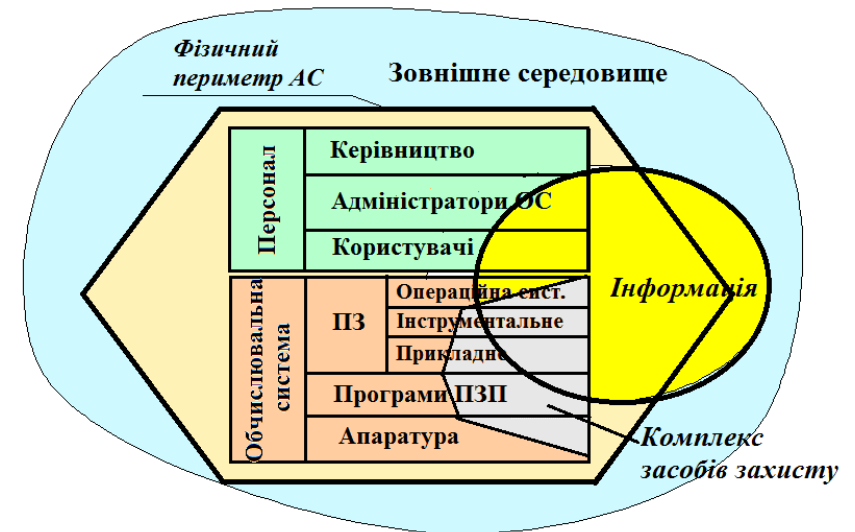 Фізичний
периметр АС
Зовнішне середовище
Персонал
Керівництво
Адміністратори ОС
Користувачі
Обчислювальна
система
ПЗ
Операційна сист.
Інструментальне
Прикладне
Програми ПЗП
Апаратура
Інформація
Комплекс
засобів захисту